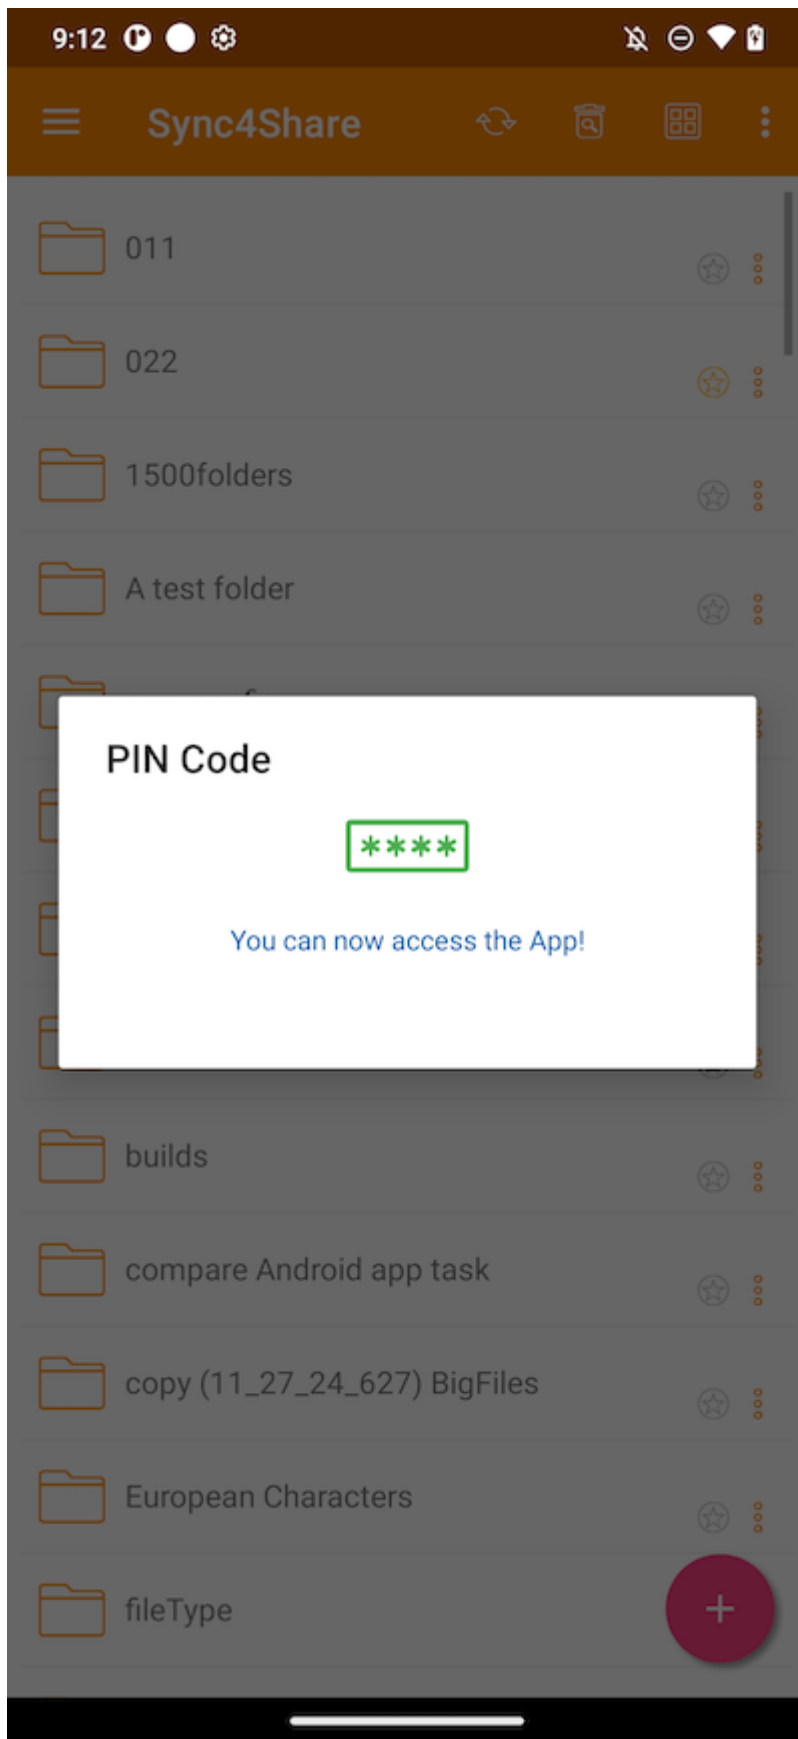 9:12
Sync4Share
011
022
1500folders
A test folder
PIN Code
****
You can now access the App!
builds
compare Android app task
copy (11_27_24_627) BigFiles
European Characters
fileType
+